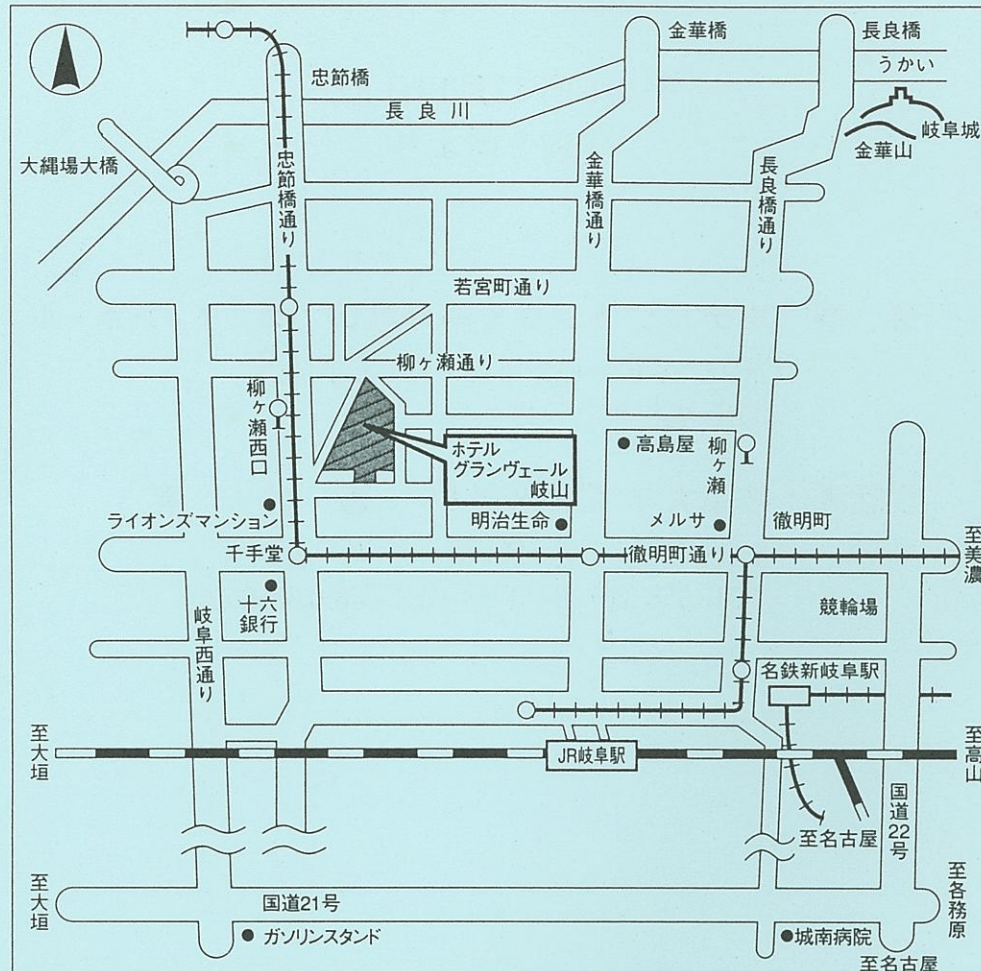 金華橋
長良橋
忠節橋
うかい
長良川
岐阜城
金華山
大縄場大橋
忠節橋通り
金華橋通り
長良橋通り
若宮町通り
柳ヶ瀬通り
柳ヶ瀬西口
ホテル
グランヴェール
岐山
高島屋
柳ヶ瀬
ライオンズマンション
明治生命
メルサ
徹明町
千手堂
徹明町通り
至美濃
十六
銀行
競輪場
岐阜西通り
名鉄新岐阜駅
至大垣
JR岐阜駅
至高山
国道22号
至名古屋
至大垣
国道21号
至各務原
ガソリンスタンド
城南病院
至名古屋